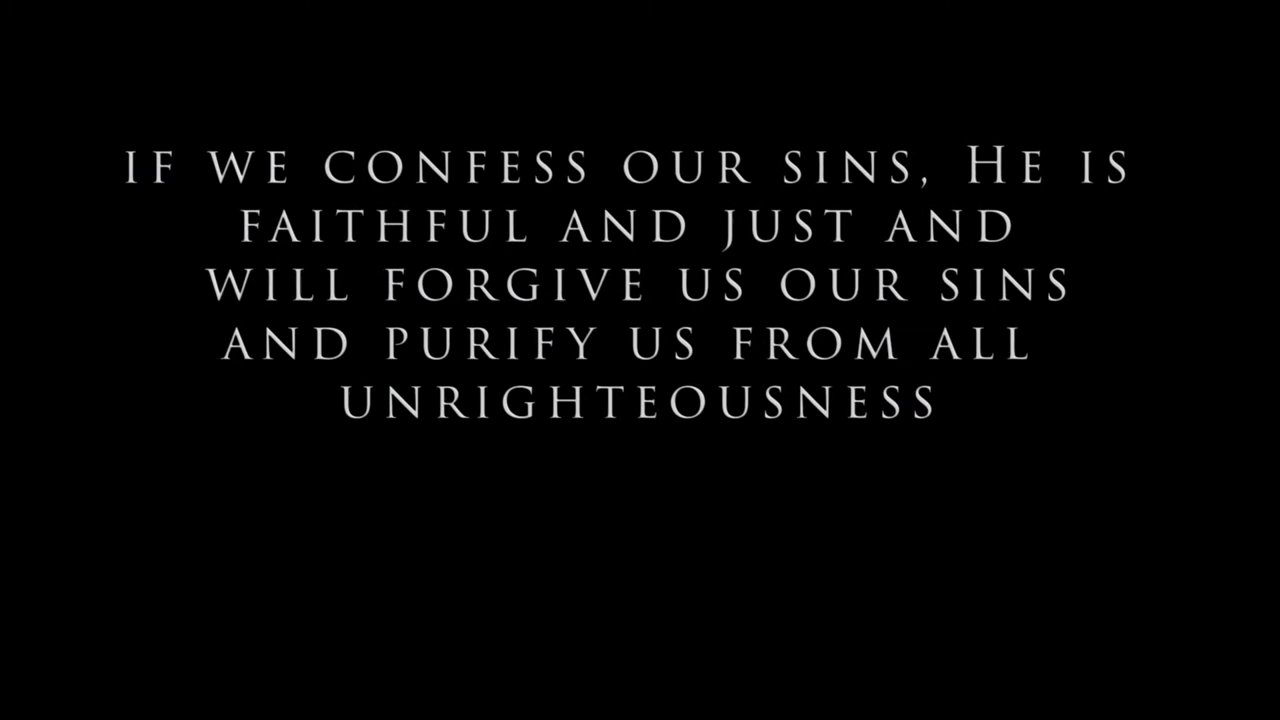 if we confess our sins, He is
faithful and just and
will forgive us our sins
and purify us from all
unrighteousness